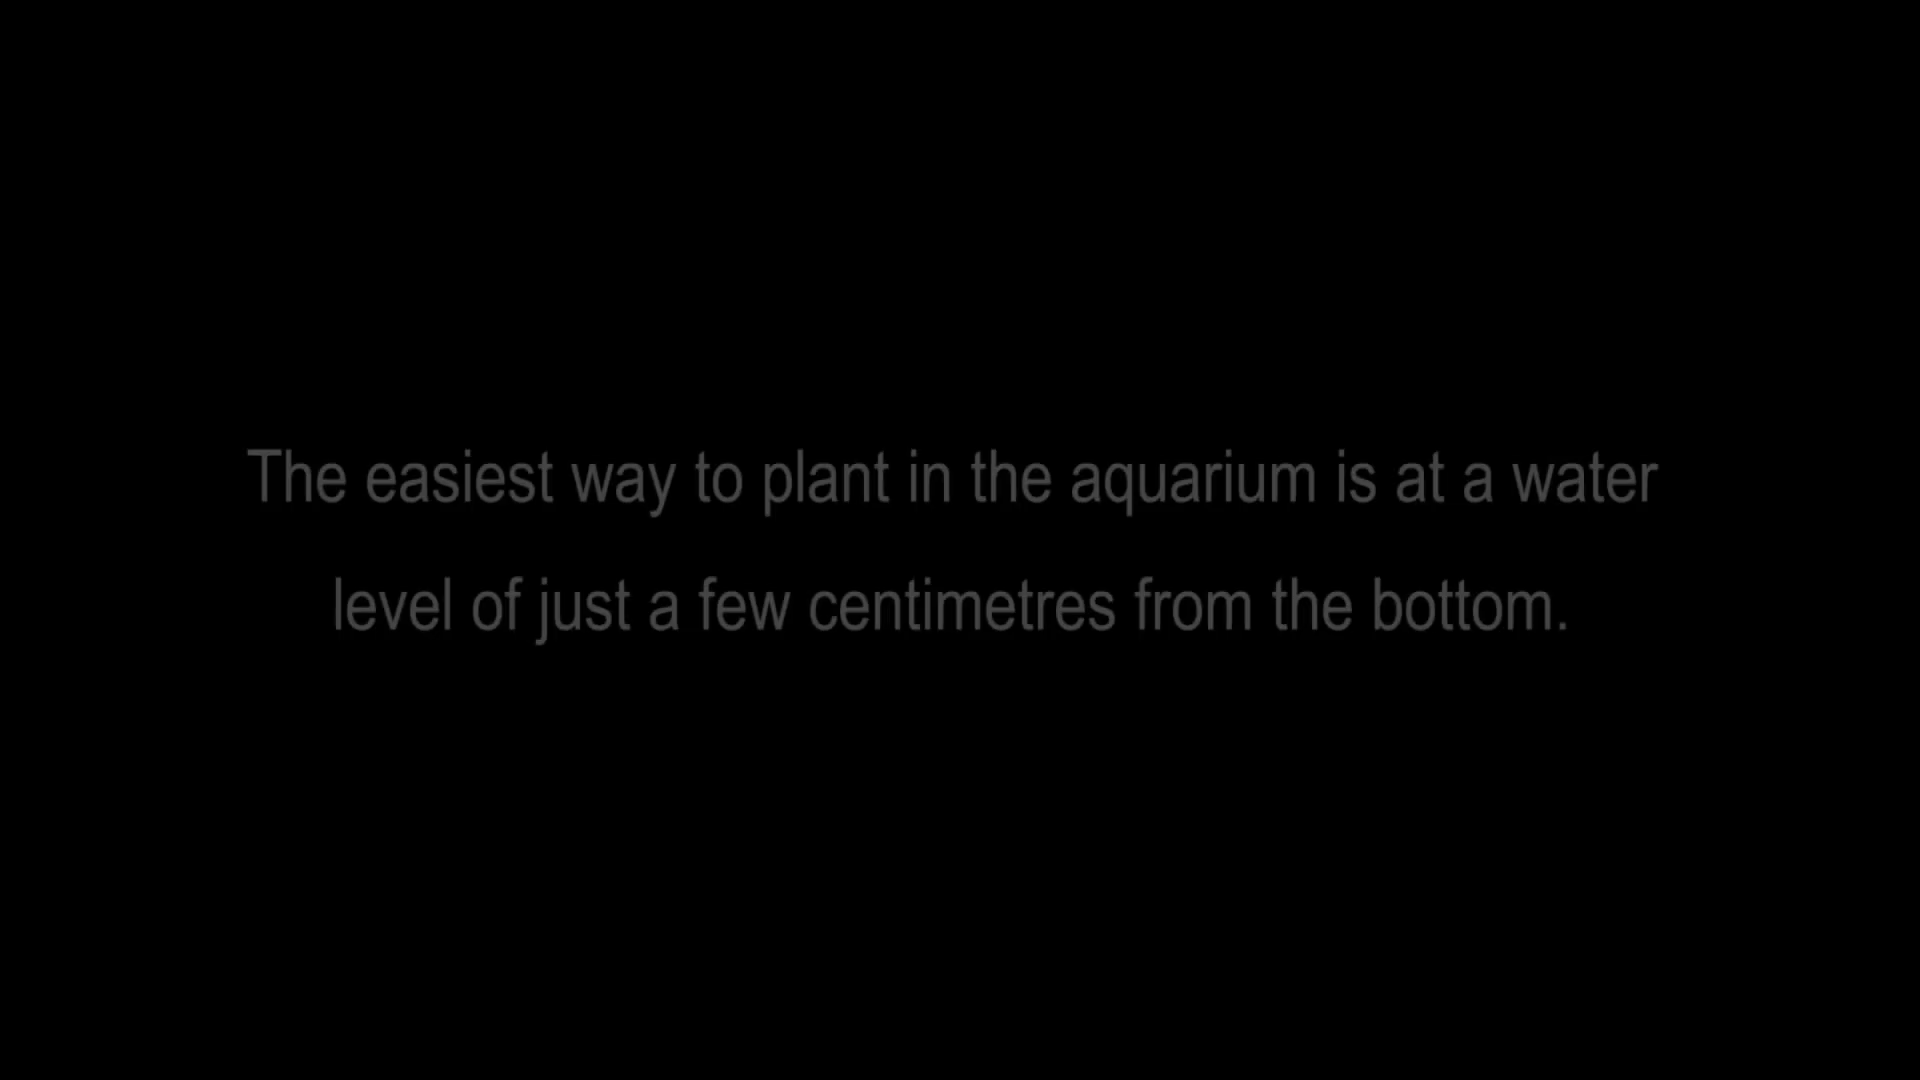 The easiest way to plant in the aquarium is at a water
level of just a few centimetres from the bottom.